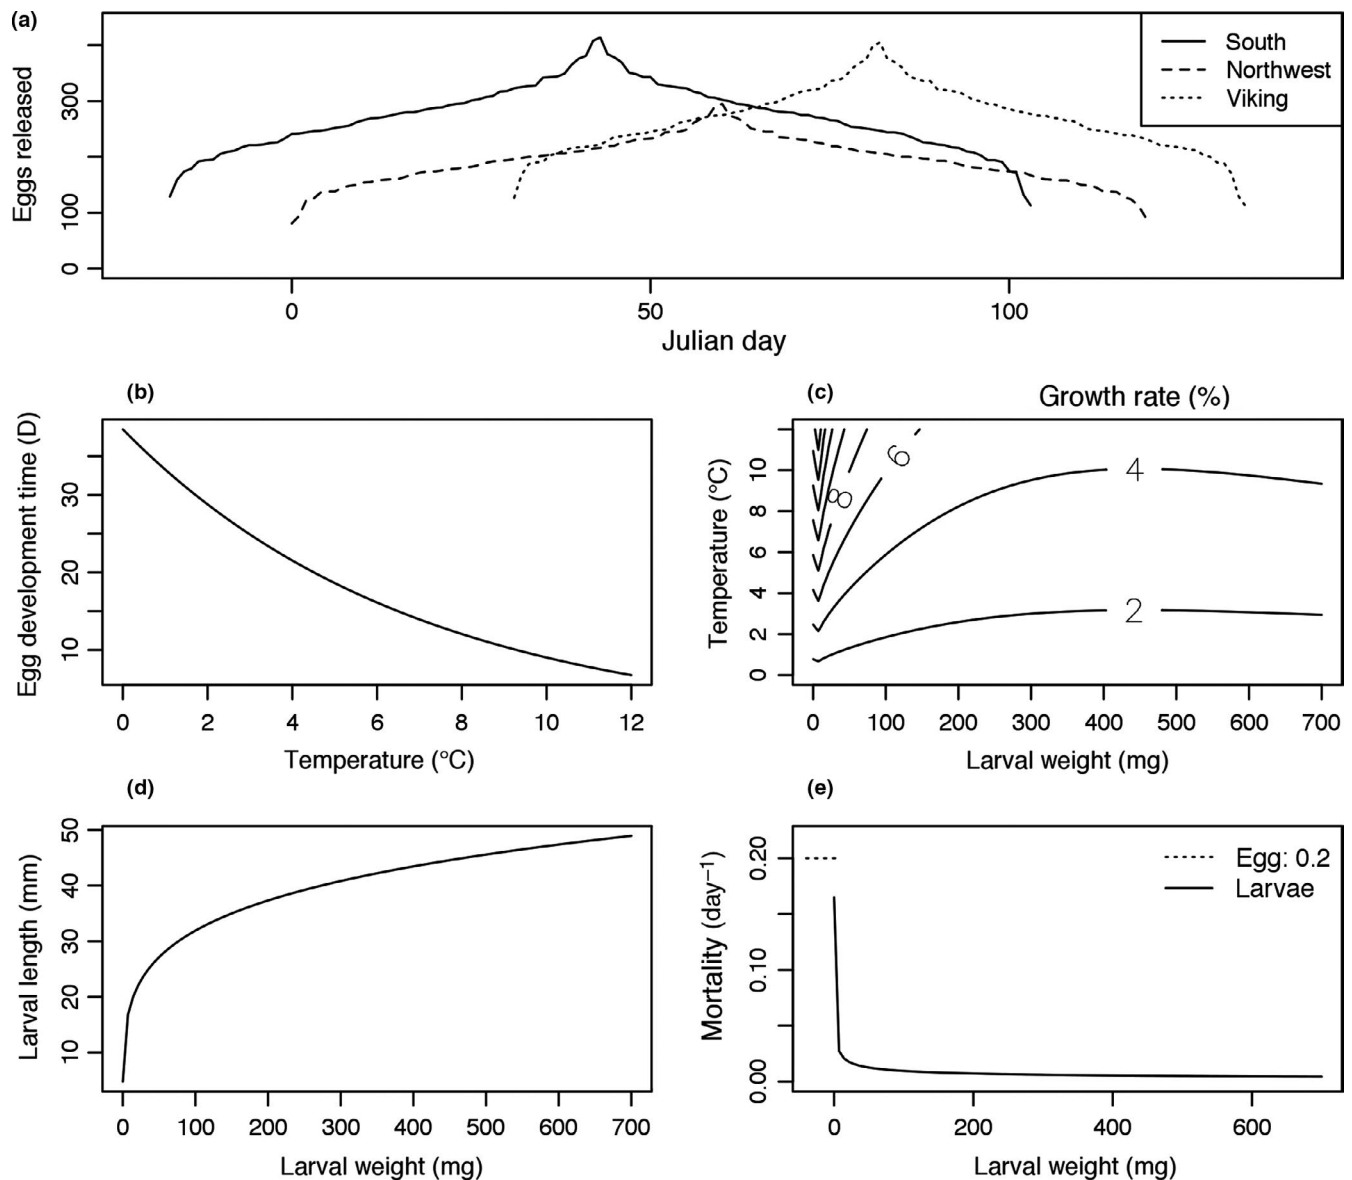 (a)
South
Northwest
Viking
Eggs released
0
100
300
0
50
100
Julian day
(b)
Egg development time (D)
10
20
30
0 2 4 6 8 10 12
Temperature (°C)
(c)
Growth rate (%)
Temperature (°C)
0
2
4
6
8
10
8
6
4
2
0 100 200 300 400 500 600 700
Larval weight (mg)
(d)
Larval length (mm)
10
20
30
40
50
0 100 200 300 400 500 600 700
Larval weight (mg)
(e)
Mortality (day⁻¹)
0.00
0.10
0.20
Egg: 0.2
Larvae
0 200 400 600
Larval weight (mg)